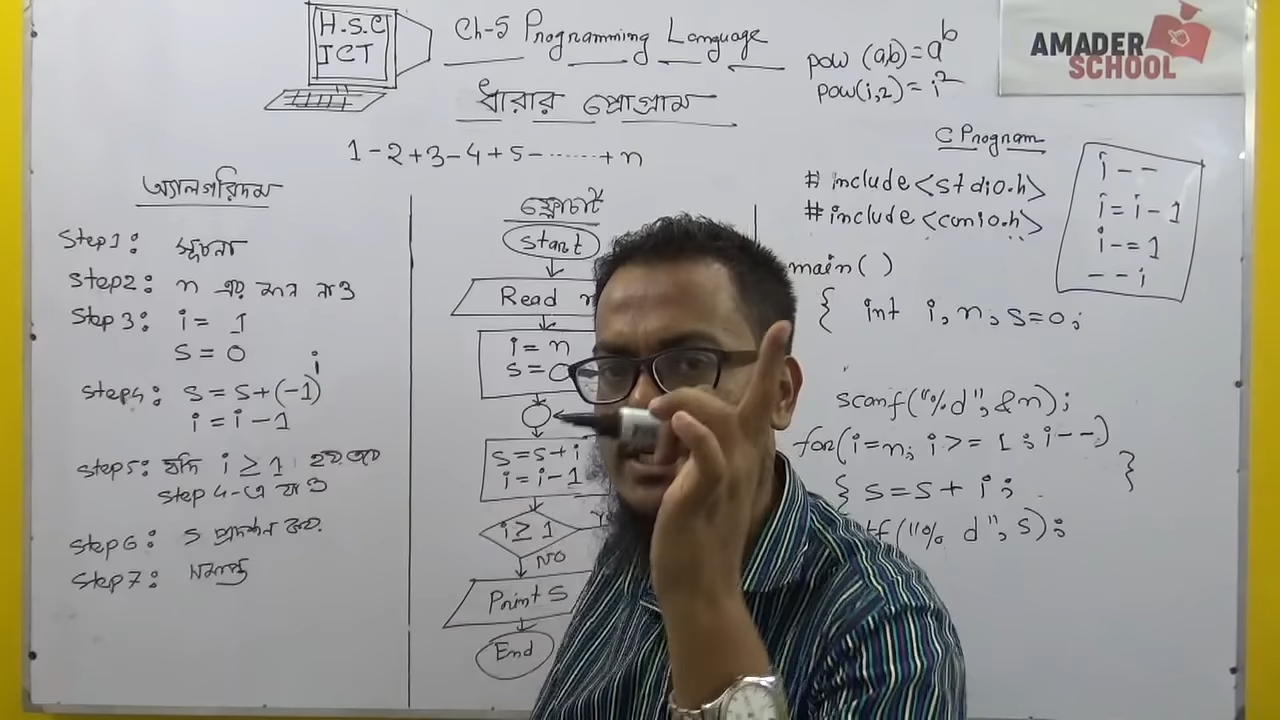 H.S.C
ICT
Ch-5 Programming Language
ধারার প্রোগ্রাম
1 - 2 + 3 - 4 + 5 - ...... + n
pow (a,b) = a^b
pow(i,2) = i^2
AMADER
SCHOOL
অ্যালগরিদম
Step1: সূচনা
Step2: n এর মান নাও
Step 3: i = 1
S = 0
i
Step4: S = S + (-1)
i = i - 1
Step5: যদি i ≥ 1 হয় তবে
Step 4-এ যাও
Step6: S প্রদর্শন কর.
Step7: সমাপ্ত
ফ্লোচার্ট
Start
Read n
i = n
S = 0
S = S + i
i = i - 1
i ≥ 1
NO
Print S
End
C Program
# include <stdio.h>
# include <conio.h>
main( )
{ int i, n, s=0;
scanf("%d", &n);
for(i=n; i >= 1 ; i--)
{ s = s + i ;
}
tf("% d", s);
i - -
i = i - 1
i - = 1
- - i